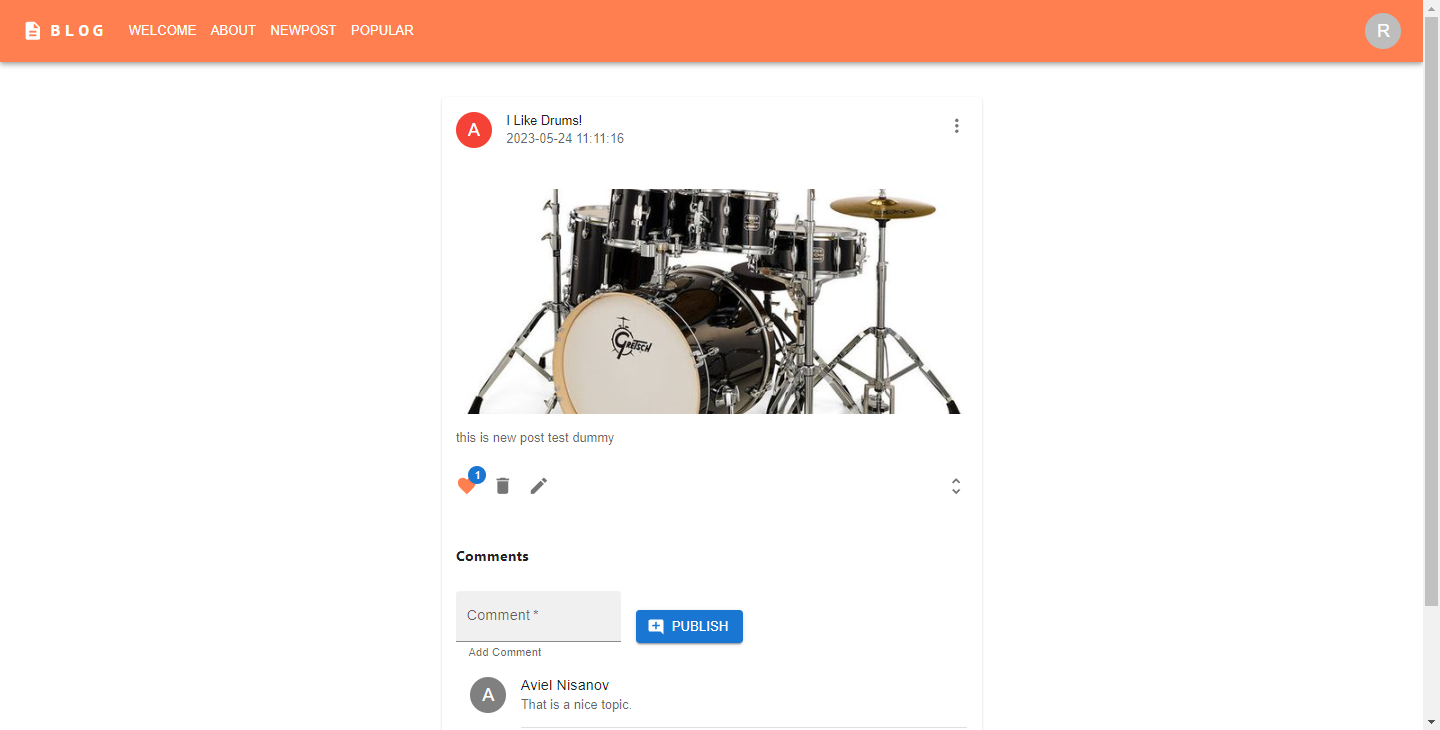 BLOG WELCOME ABOUT NEWPOST POPULAR R
A I Like Drums!
2023-05-24 11:11:16
GRETSCH
this is new post test dummy
1
Comments
Comment *
PUBLISH
Add Comment
A Aviel Nisanov
That is a nice topic.